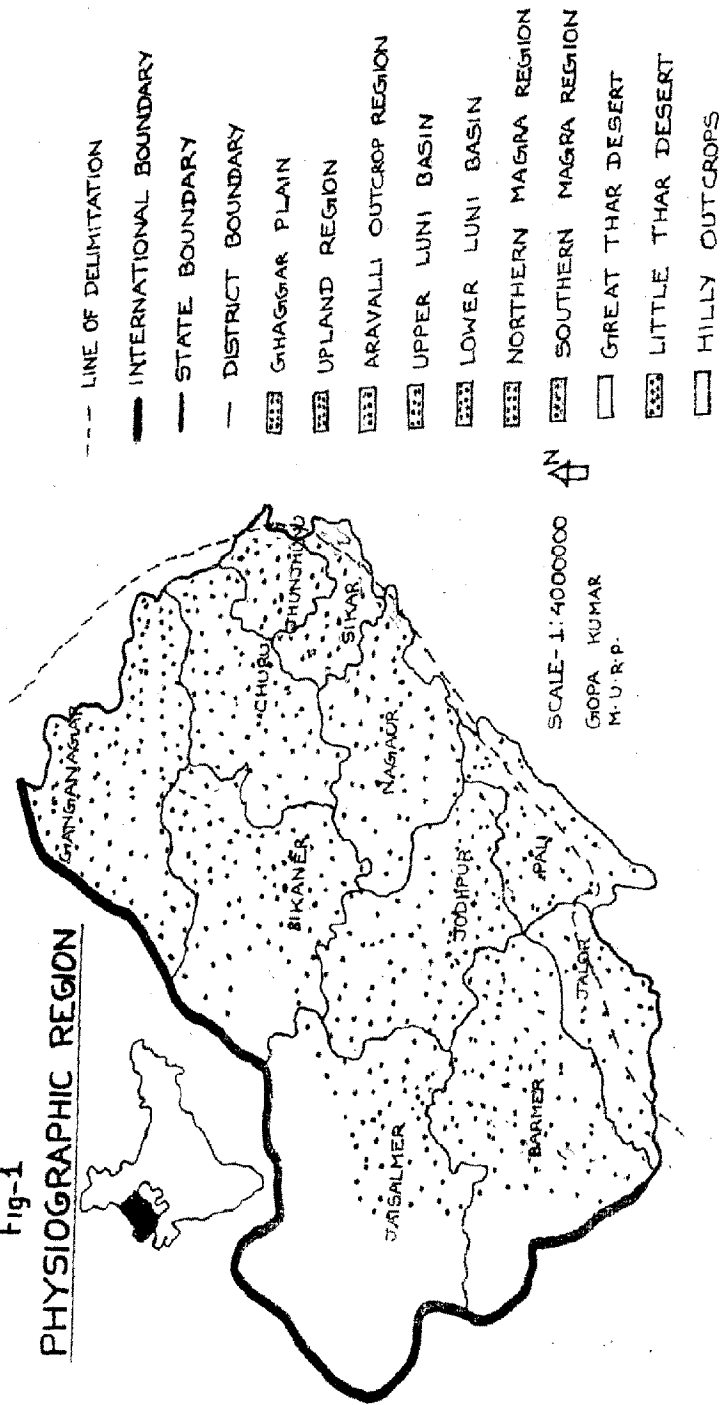 Fig-1
PHYSIOGRAPHIC REGION
GANGANAGAR
BIKANER
CHURU
JHUNJHUNU
SIKAR
NAGAUR
JAISALMER
JODHPUR
BARMER
JALOR
PALI
SCALE-1:4000000
GOPA KUMAR
M.U.R.P.
N
LINE OF DELIMITATION
INTERNATIONAL BOUNDARY
STATE BOUNDARY
DISTRICT BOUNDARY
GHAGGAR PLAIN
UPLAND REGION
ARAVALLI OUTCROP REGION
UPPER LUNI BASIN
LOWER LUNI BASIN
NORTHERN MAGRA REGION
SOUTHERN MAGRA REGION
GREAT THAR DESERT
LITTLE THAR DESERT
HILLY OUTCROPS